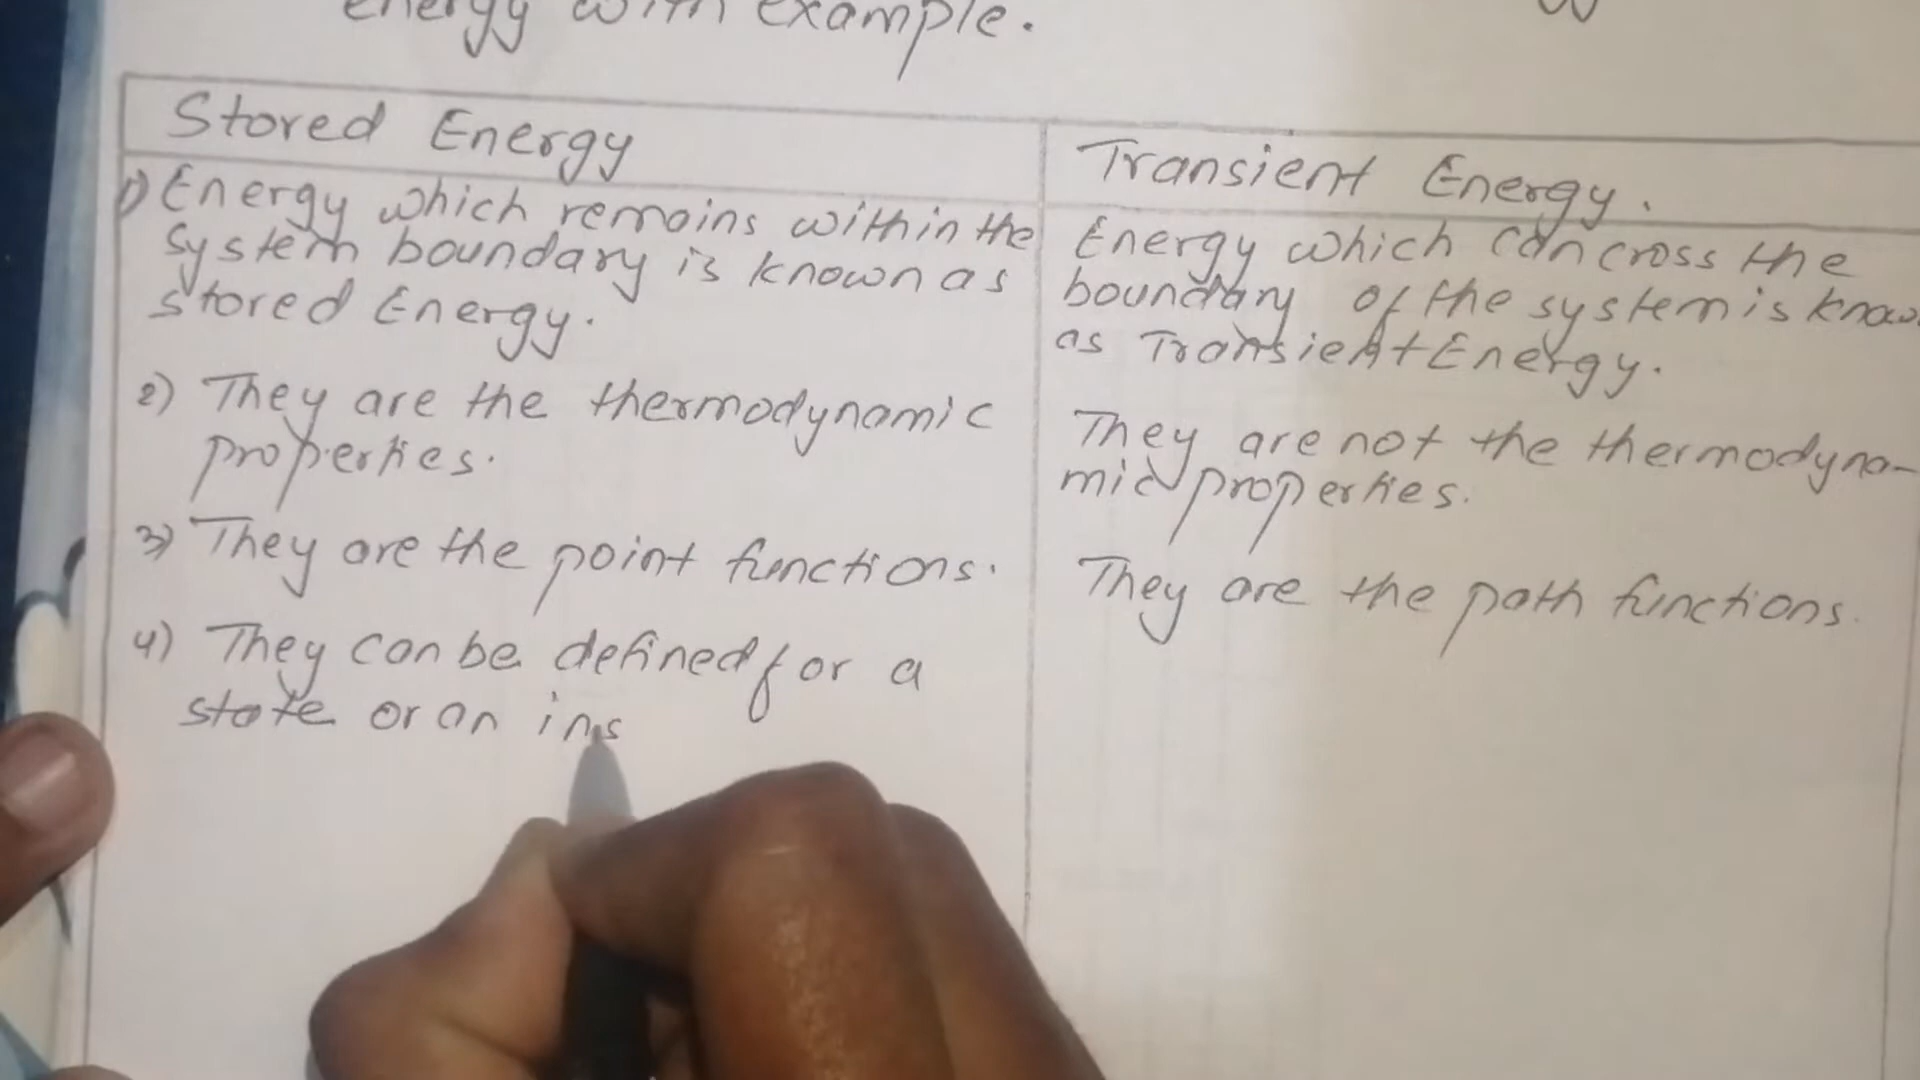 energy with example.
Stored Energy
1) Energy which remains within the
system boundary is known as
stored Energy.
2) They are the thermodynamic
properties.
3) They are the point functions.
4) They can be defined for a
state or an ins
Transient Energy.
Energy which can cross the
boundary of the system is know
as Transient Energy.
They are not the thermodyna-
mic properties.
They are the path functions.